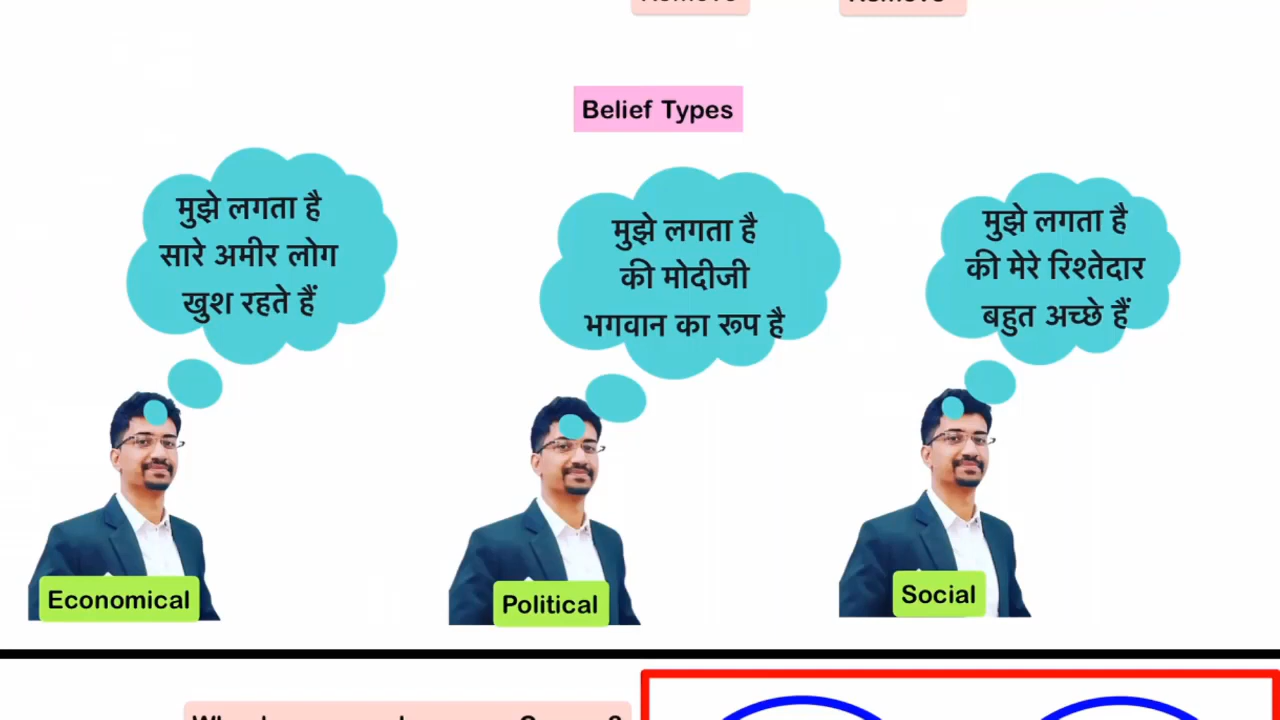 Belief Types
मुझे लगता है
सारे अमीर लोग
खुश रहते हैं
मुझे लगता है
की मोदीजी
भगवान का रूप है
मुझे लगता है
की मेरे रिश्तेदार
बहुत अच्छे हैं
Economical
Political
Social